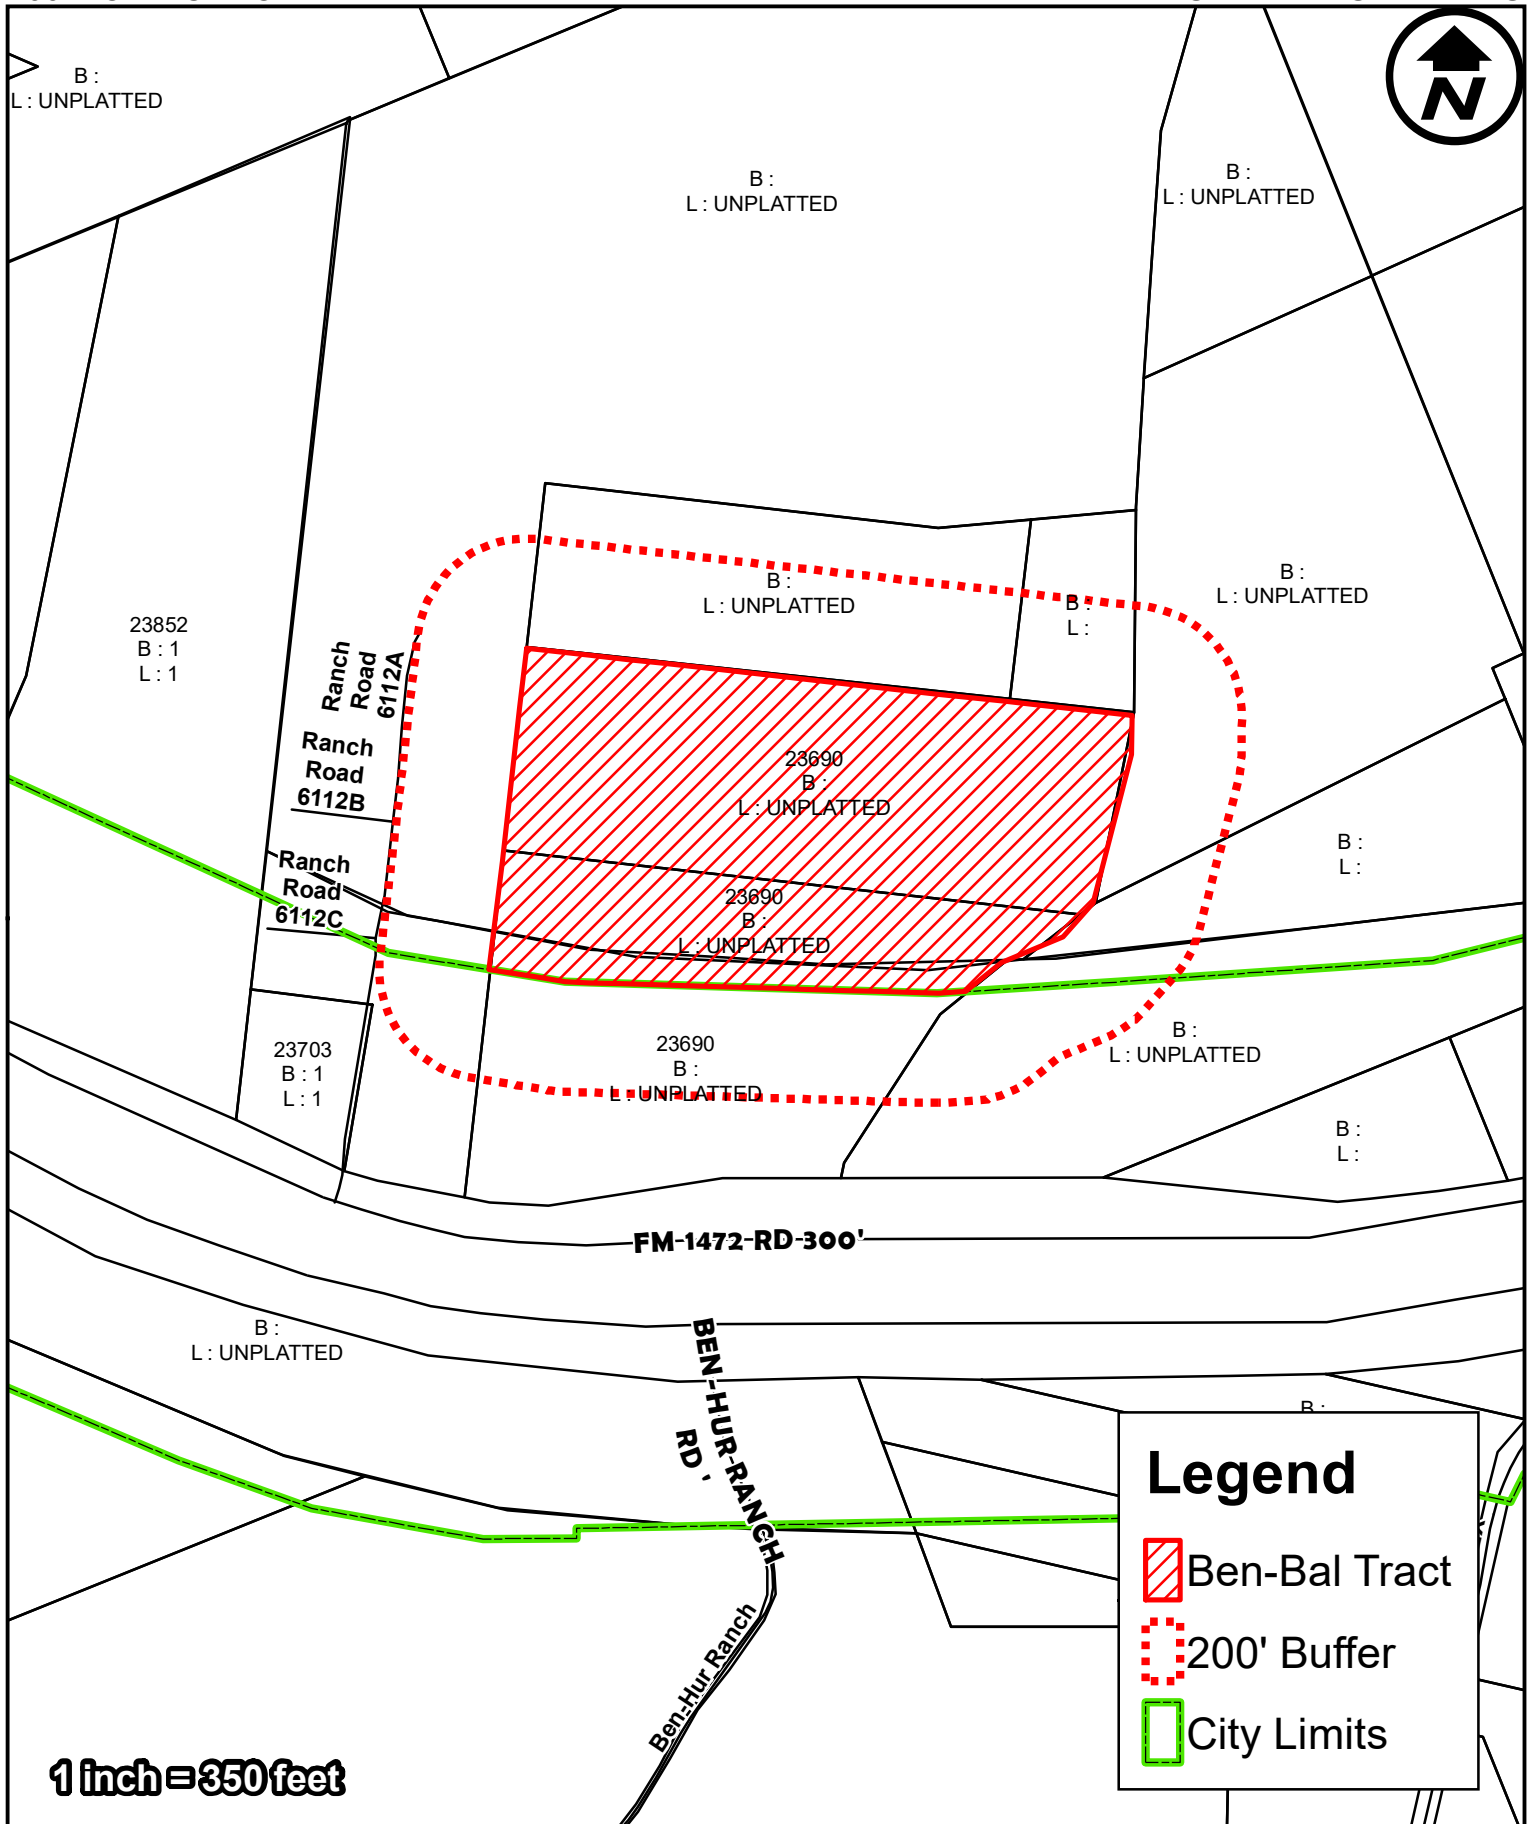 N
B :
L : UNPLATTED
B :
L : UNPLATTED
B :
L : UNPLATTED
B :
L : UNPLATTED
B :
L :
B :
L : UNPLATTED
23852
B : 1
L : 1
Ranch
Road
6112A
Ranch
Road
6112B
23690
B :
L : UNPLATTED
Ranch
Road
6112C
23690
B :
L : UNPLATTED
B :
L :
23703
B : 1
L : 1
23690
B :
L : UNPLATTED
B :
L : UNPLATTED
B :
L :
FM-1472-RD-300'
B :
L : UNPLATTED
BEN-HUR-RANCH
RD '
B :
Ben-Hur Ranch
Legend
Ben-Bal Tract
200' Buffer
City Limits
1 inch = 350 feet